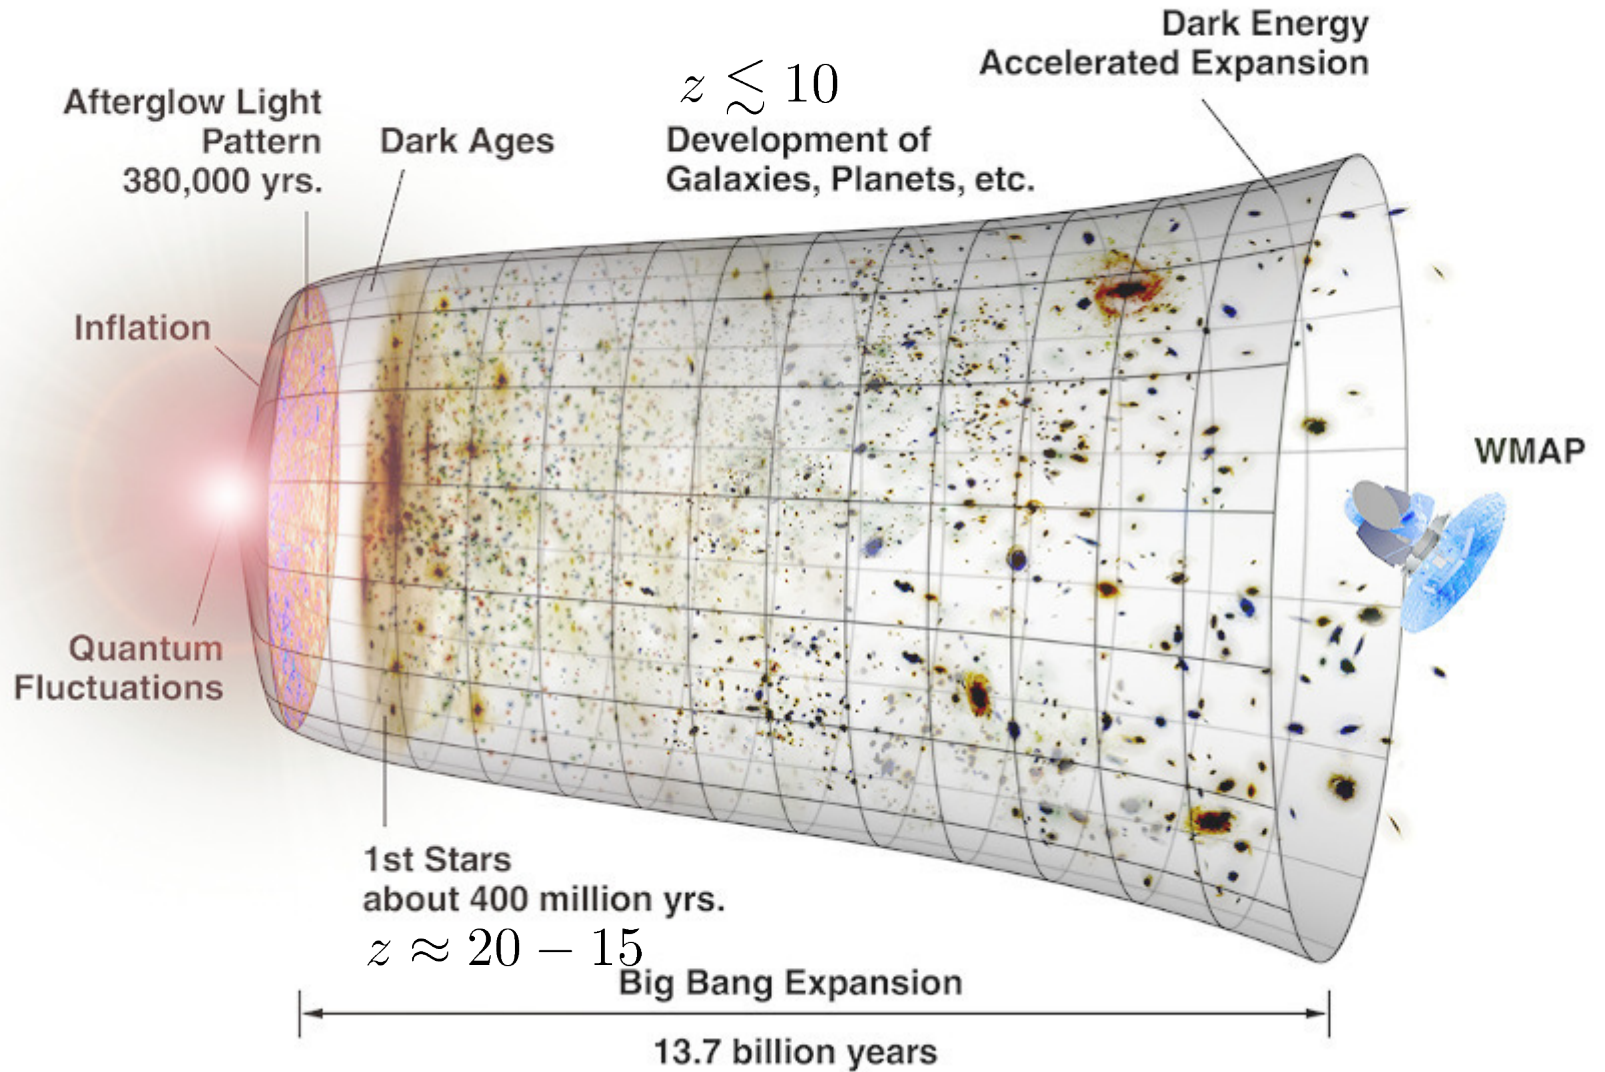 Dark Energy
Accelerated Expansion
z ≲ 10
Development of
Galaxies, Planets, etc.
Afterglow Light
Pattern
380,000 yrs.
Dark Ages
Inflation
WMAP
Quantum
Fluctuations
1st Stars
about 400 million yrs.
z ≈ 20 − 15
Big Bang Expansion
13.7 billion years